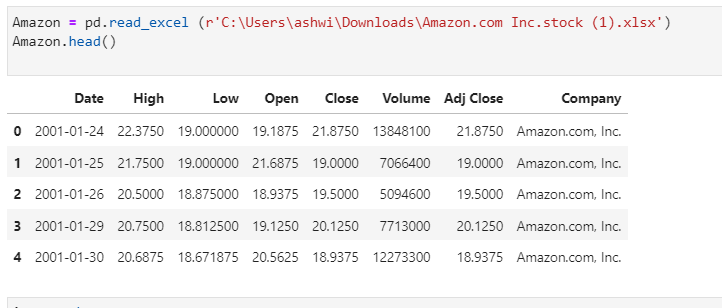 Amazon = pd.read_excel (r'C:\Users\ashwi\Downloads\Amazon.com Inc.stock (1).xlsx')
Amazon.head()
Date High Low Open Close Volume Adj Close Company
0 2001-01-24 22.3750 19.000000 19.1875 21.8750 13848100 21.8750 Amazon.com, Inc.
1 2001-01-25 21.7500 19.000000 21.6875 19.0000 7066400 19.0000 Amazon.com, Inc.
2 2001-01-26 20.5000 18.875000 18.9375 19.5000 5094600 19.5000 Amazon.com, Inc.
3 2001-01-29 20.7500 18.812500 19.1250 20.1250 7713000 20.1250 Amazon.com, Inc.
4 2001-01-30 20.6875 18.671875 20.5625 18.9375 12273300 18.9375 Amazon.com, Inc.